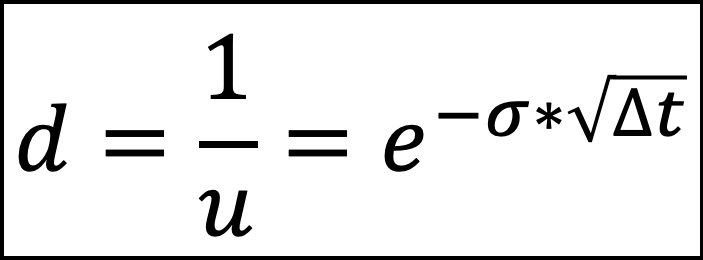 d = 1/u = e^(−σ∗√Δt)